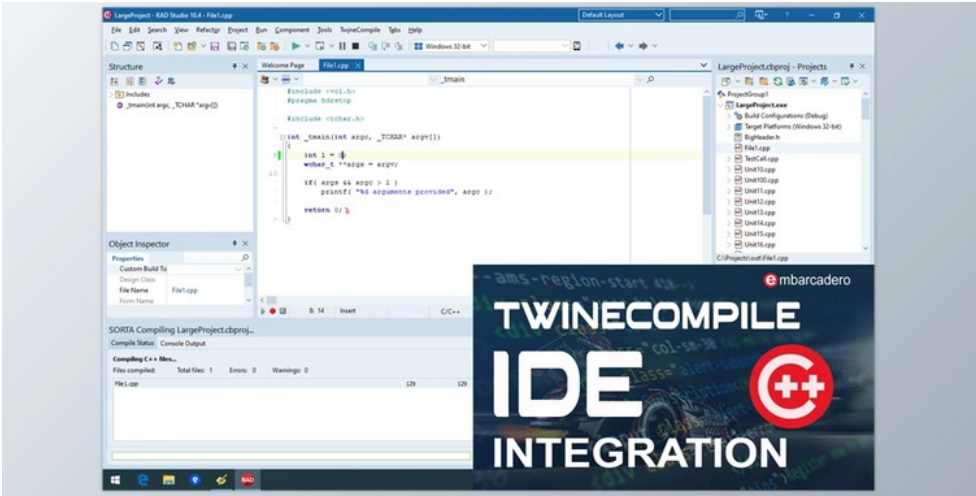 LargeProject - RAD Studio 10.4 - File1.cpp
Default Layout
File Edit Search View Refactor Project Run Component Tools TwineCompile Tabs Help
Windows 32-bit
Structure
Includes
_tmain(int argc, _TCHAR *argv[])
Welcome Page File1.cpp
_tmain
#include <vcl.h>
#pragma hdrstop
#include <tchar.h>
int _tmain(int argc, _TCHAR* argv[])
{
wchar_t **args = argv;
10
if( args && argc > 1 )
printf( "%d arguments provided", argc );
return 0;
}
8: 14 Insert
C/C++
LargeProject.cbproj - Projects
ProjectGroup1
LargeProject.exe
Build Configurations (Debug)
Target Platforms (Windows 32-bit)
BigHeader.h
File1.cpp
TestCall.cpp
Unit10.cpp
Unit100.cpp
Unit11.cpp
Unit12.cpp
Unit13.cpp
Unit14.cpp
Unit15.cpp
Unit16.cpp
C:\Projects\out\File1.cpp
Object Inspector
Properties
Custom Build To
Design Class
File Name File1.cpp
Form Name
SORTA Compiling LargeProject.cbproj...
Compile Status Console Output
Compiling C++ files...
Files compiled: Total files: 1 Errors: 0 Warnings: 0
File1.cpp 129 129
embarcadero
TWINECOMPILE
IDE
C++
INTEGRATION
RAD